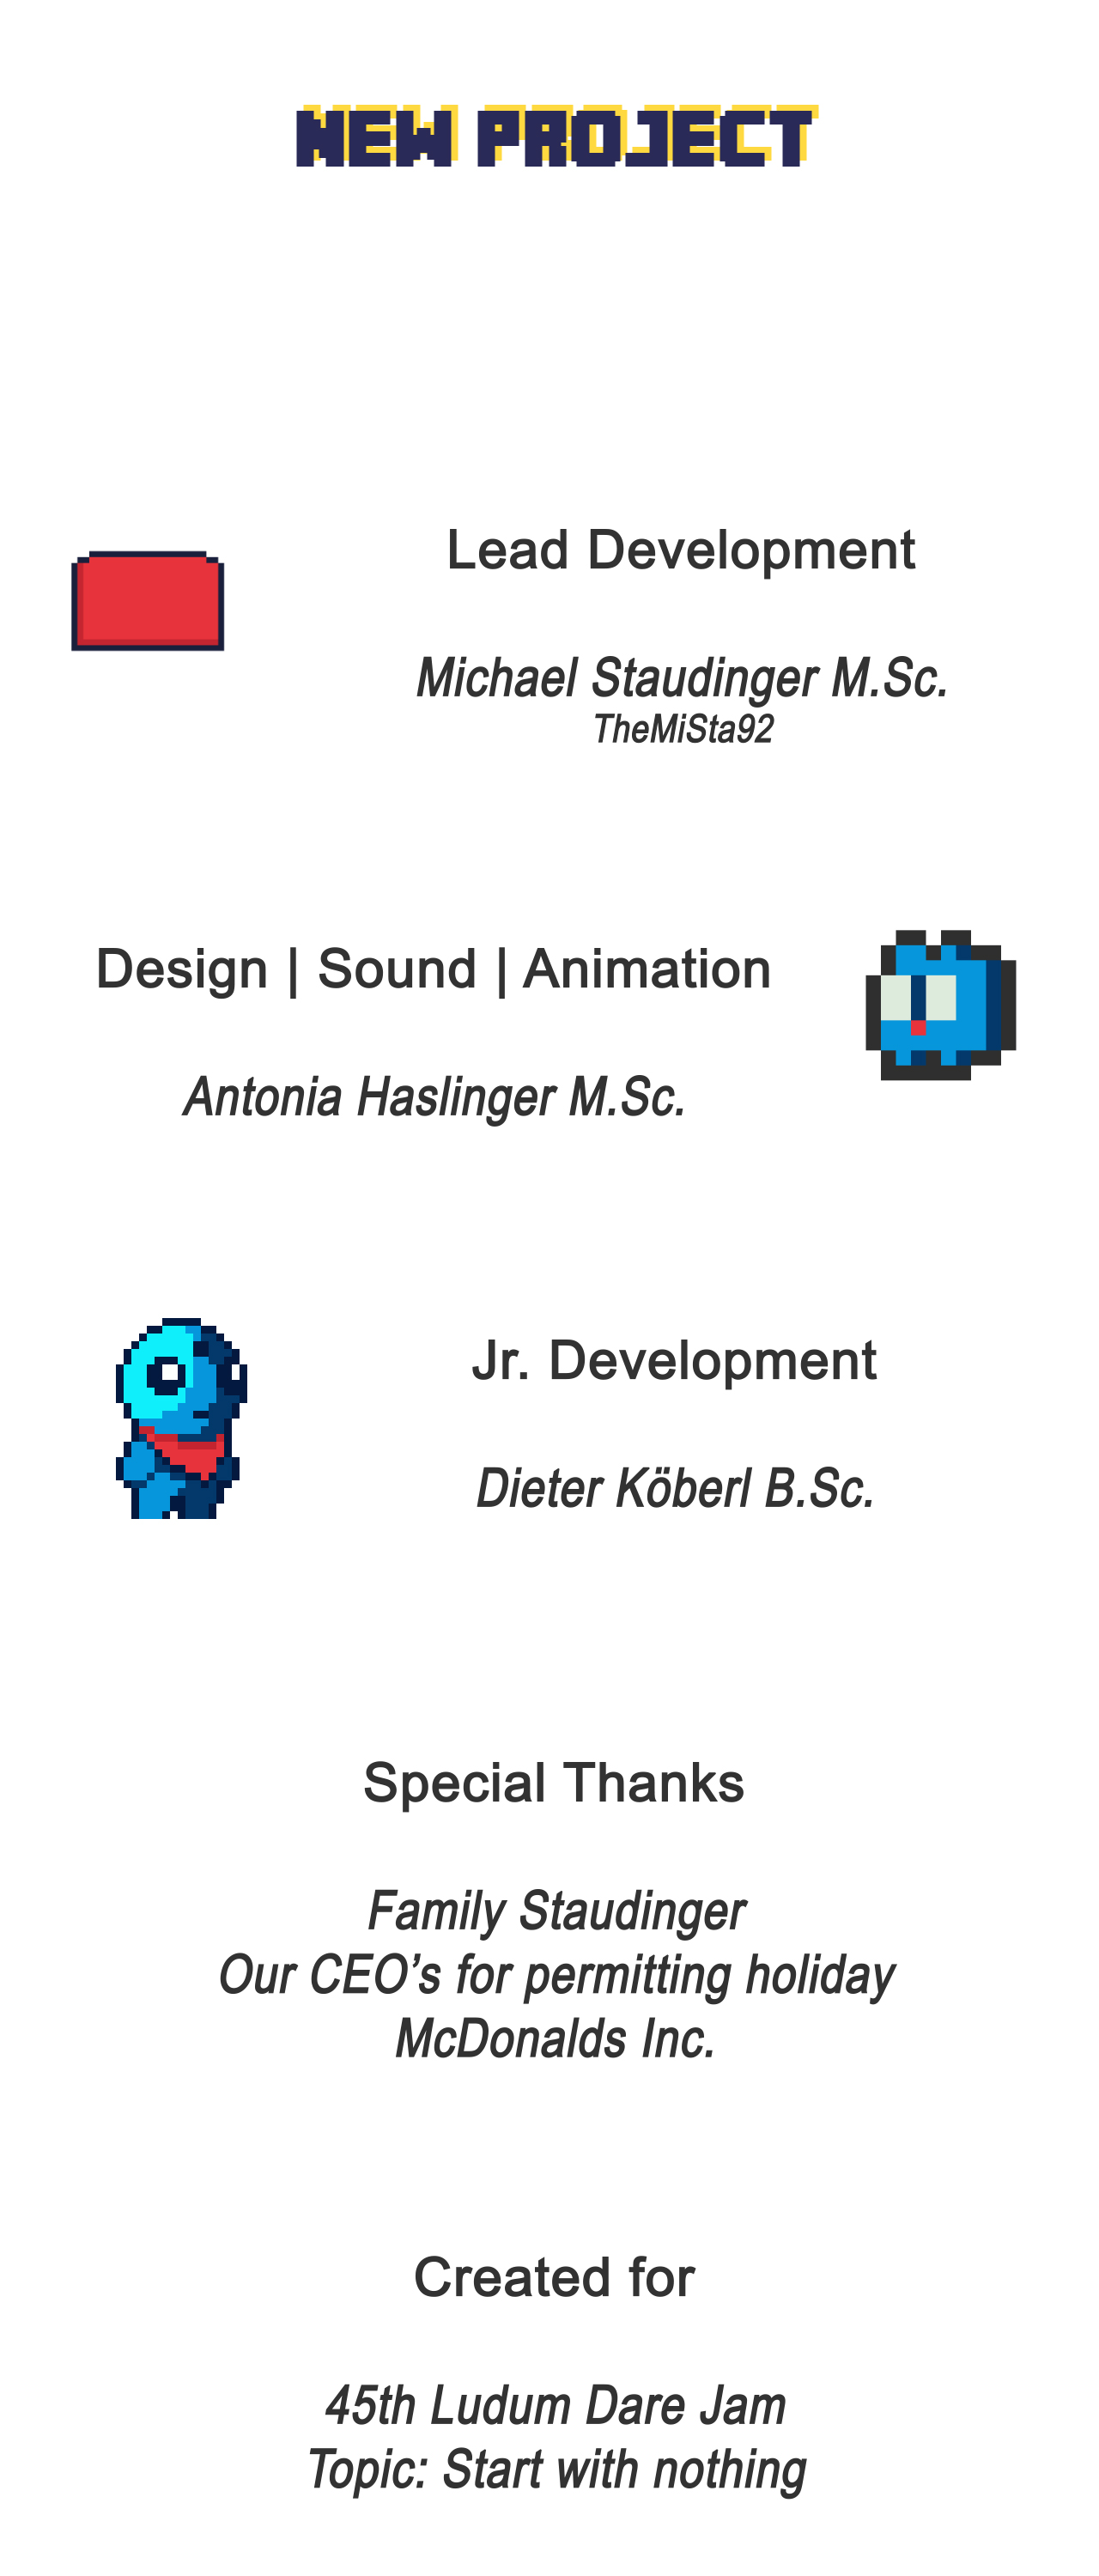 NEW PROJECT
Lead Development
Michael Staudinger M.Sc.
TheMiSta92
Design | Sound | Animation
Antonia Haslinger M.Sc.
Jr. Development
Dieter Köberl B.Sc.
Special Thanks
Family Staudinger
Our CEO’s for permitting holiday
McDonalds Inc.
Created for
45th Ludum Dare Jam
Topic: Start with nothing